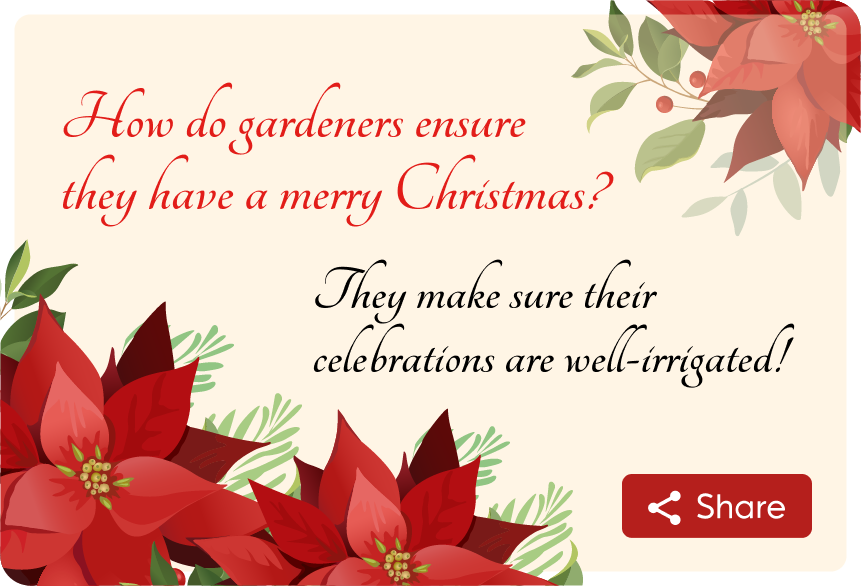 How do gardeners ensure
they have a merry Christmas?
They make sure their
celebrations are well-irrigated!
Share